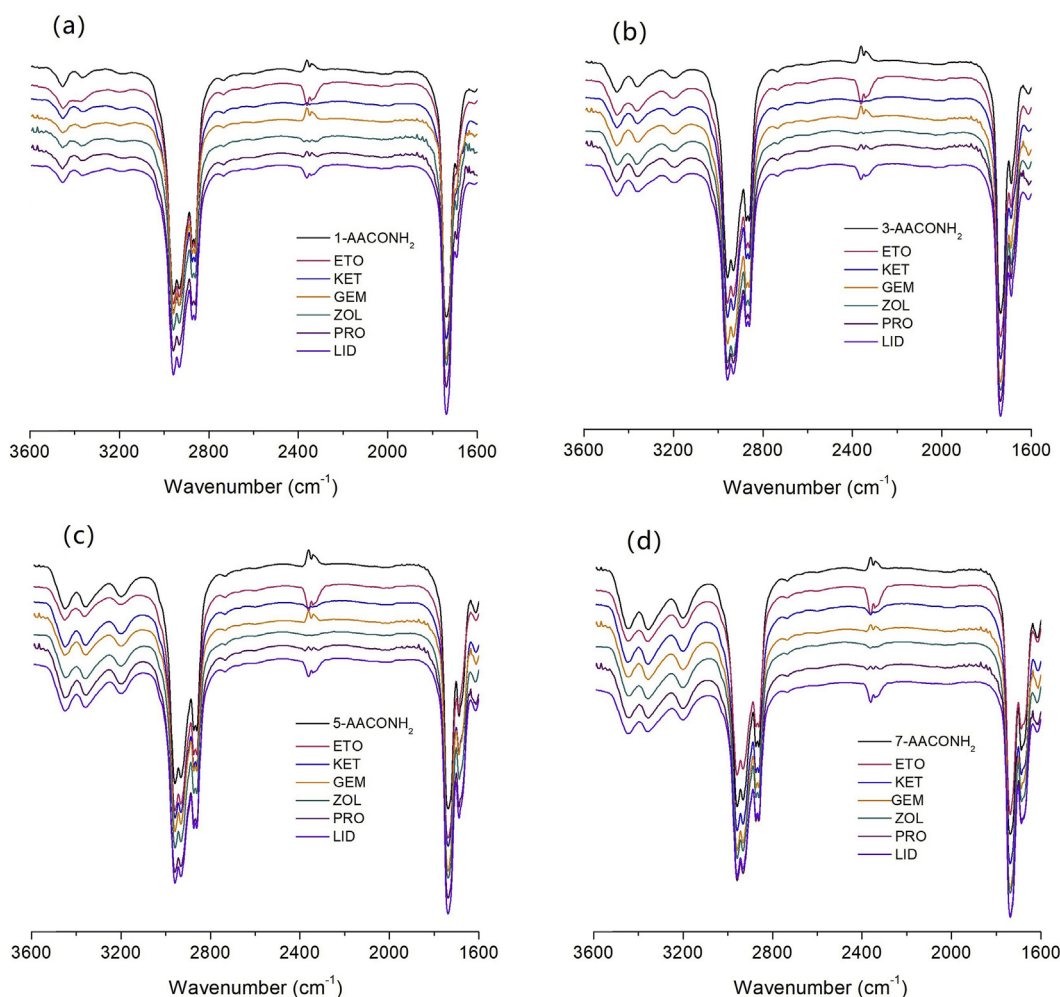 (a)
1-AACONH₂
ETO
KET
GEM
ZOL
PRO
LID
3600 3200 2800 2400 2000 1600
Wavenumber (cm⁻¹)
(b)
3-AACONH₂
ETO
KET
GEM
ZOL
PRO
LID
3600 3200 2800 2400 2000 1600
Wavenumber (cm⁻¹)
(c)
5-AACONH₂
ETO
KET
GEM
ZOL
PRO
LID
3600 3200 2800 2400 2000 1600
Wavenumber (cm⁻¹)
(d)
7-AACONH₂
ETO
KET
GEM
ZOL
PRO
LID
3600 3200 2800 2400 2000 1600
Wavenumber (cm⁻¹)